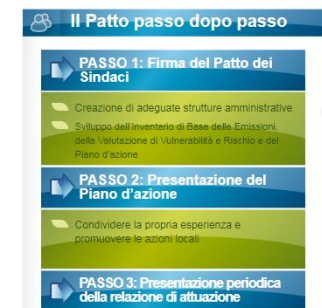 Il Patto passo dopo passo
PASSO 1: Firma del Patto dei
Sindaci
Creazione di adeguate strutture amministrative
Sviluppo dell'inventario di Base delle Emissioni,
della Valutazione di Vulnerabilità e Rischio e del
Piano d'azione
PASSO 2: Presentazione del
Piano d'azione
Condividere la propria esperienza e
promuovere le azioni locali
PASSO 3: Presentazione periodica
della relazione di attuazione